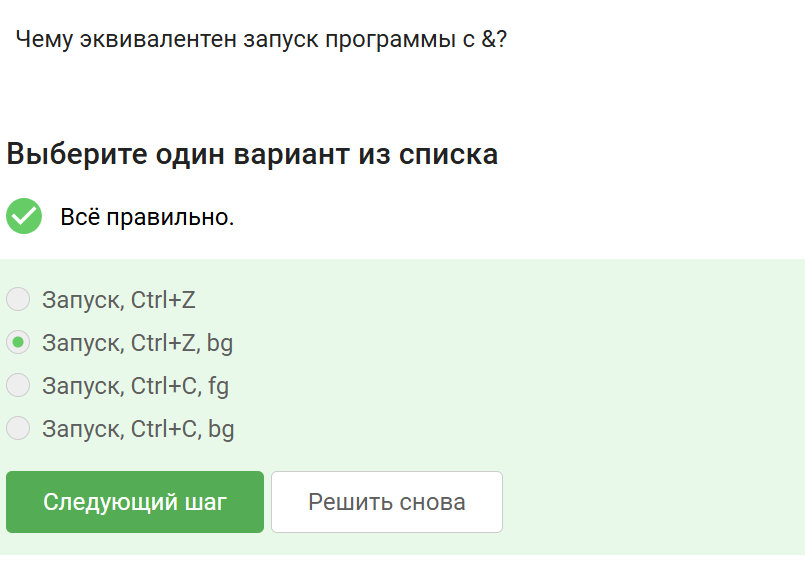 Чему эквивалентен запуск программы с &?
Выберите один вариант из списка
Всё правильно.
Запуск, Ctrl+Z
Запуск, Ctrl+Z, bg
Запуск, Ctrl+C, fg
Запуск, Ctrl+C, bg
Следующий шаг
Решить снова